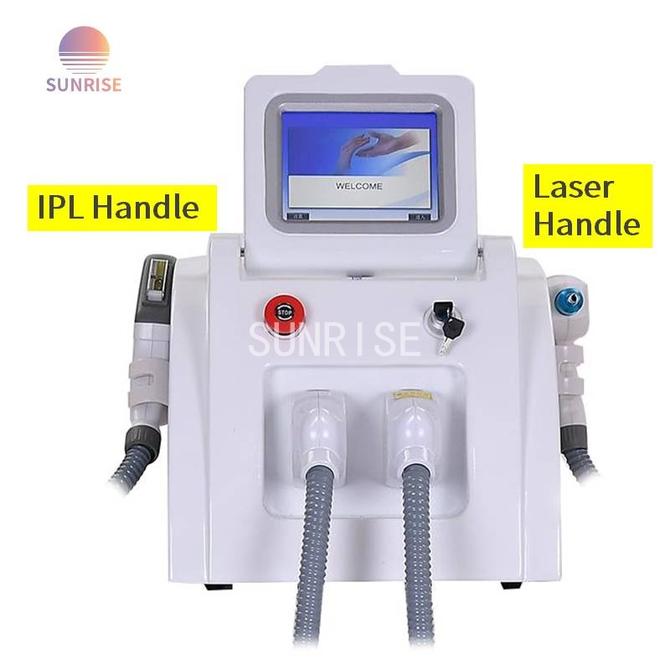 SUNRISE
WELCOME
IPL Handle
Laser
Handle
STOP
SUNRISE